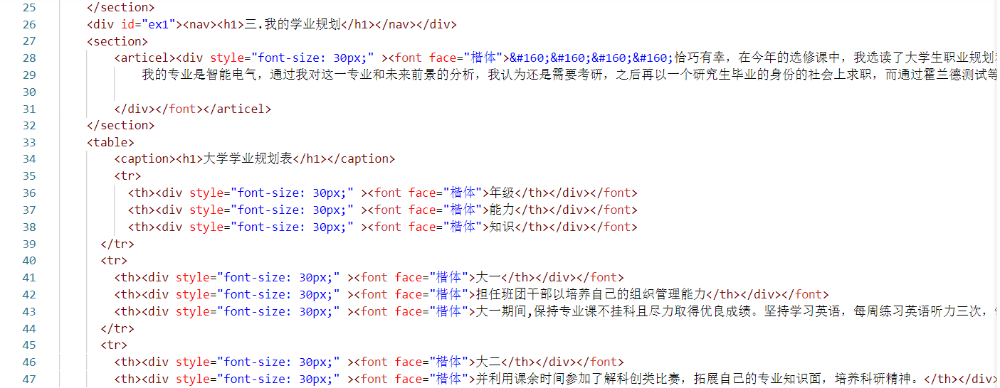 25 </section>
26 <div id="ex1"><nav><h1>三.我的学业规划</h1></nav></div>
27 <section>
28 <articel><div style="font-size: 30px;" ><font face="楷体">&#160;&#160;&#160;&#160;恰巧有幸，在今年的选修课中，我选读了大学生职业规划
29 我的专业是智能电气，通过我对这一专业和未来前景的分析，我认为还是需要考研，之后再以一个研究生毕业的身份的社会上求职，而通过霍兰德测试等
30
31 </div></font></articel>
32 </section>
33 <table>
34 <caption><h1>大学学业规划表</h1></caption>
35 <tr>
36 <th><div style="font-size: 30px;" ><font face="楷体">年级</th></div></font>
37 <th><div style="font-size: 30px;" ><font face="楷体">能力</th></div></font>
38 <th><div style="font-size: 30px;" ><font face="楷体">知识</th></div></font>
39 </tr>
40 <tr>
41 <th><div style="font-size: 30px;" ><font face="楷体">大一</th></div></font>
42 <th><div style="font-size: 30px;" ><font face="楷体">担任班团干部以培养自己的组织管理能力</th></div></font>
43 <th><div style="font-size: 30px;" ><font face="楷体">大一期间,保持专业课不挂科且尽力取得优良成绩。坚持学习英语，每周练习英语听力三次，
44 </tr>
45 <tr>
46 <th><div style="font-size: 30px;" ><font face="楷体">大二</th></div></font>
47 <th><div style="font-size: 30px;" ><font face="楷体">并利用课余时间参加了解科创类比赛，拓展自己的专业知识面，培养科研精神。</th></div>